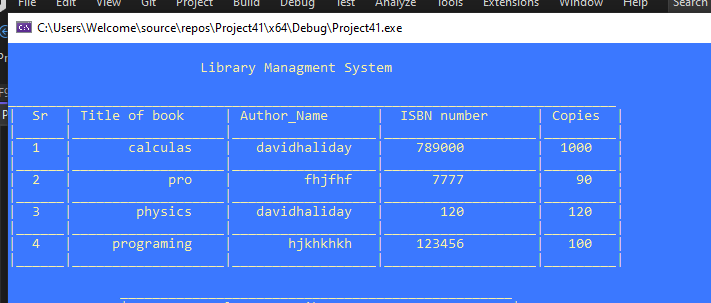 File Edit View Git Project Build Debug Test Analyze Tools Extensions Window Help Search
C:\Users\Welcome\source\repos\Project41\x64\Debug\Project41.exe
Library Managment System
Sr Title of book Author_Name ISBN number Copies
1 calculas davidhaliday 789000 1000
2 pro fhjfhf 7777 90
3 physics davidhaliday 120 120
4 programing hjkhkhkh 123456 100